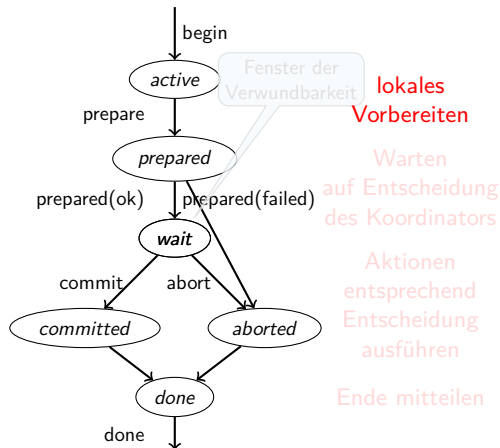 begin
Fenster der
Verwundbarkeit
active
lokales
Vorbereiten
prepare
prepared
Warten
auf Entscheidung
des Koordinators
prepared(ok)
prepared(failed)
wait
Aktionen
entsprechend
Entscheidung
ausführen
commit
abort
committed
aborted
done
Ende mitteilen
done